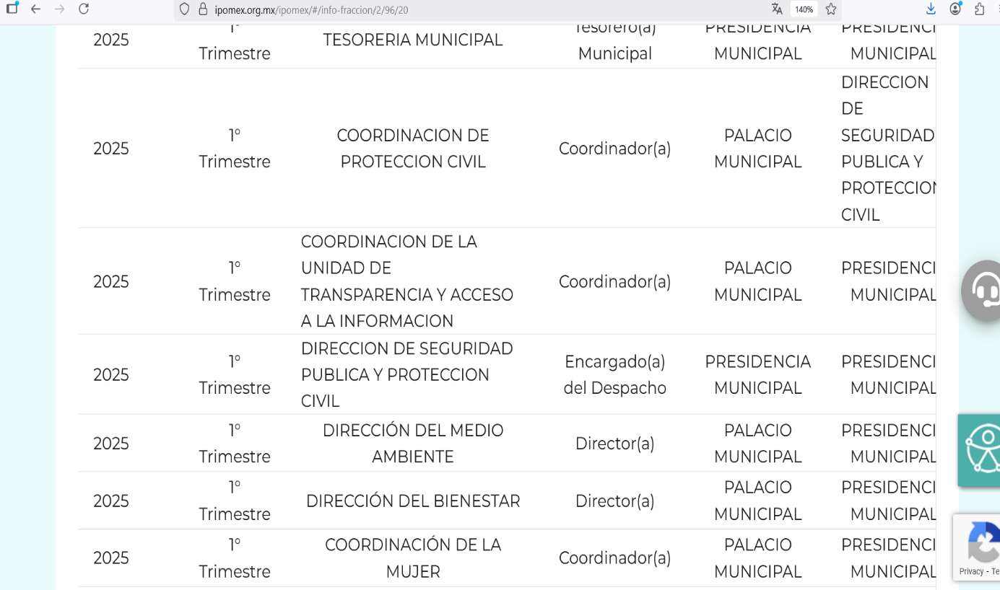 ipomex.org.mx/ipomex/#/info-fraccion/2/96/20
140%
2025
1°
Trimestre
TESORERIA MUNICIPAL
Tesorero(a)
Municipal
PRESIDENCIA
MUNICIPAL
PRESIDENCI
MUNICIPAL
2025
1°
Trimestre
COORDINACION DE
PROTECCION CIVIL
Coordinador(a)
PALACIO
MUNICIPAL
DIRECCION
DE
SEGURIDAD
PUBLICA Y
PROTECCION
CIVIL
2025
1°
Trimestre
COORDINACION DE LA
UNIDAD DE
TRANSPARENCIA Y ACCESO
A LA INFORMACION
Coordinador(a)
PALACIO
MUNICIPAL
PRESIDENCI
MUNICIPAL
2025
1°
Trimestre
DIRECCION DE SEGURIDAD
PUBLICA Y PROTECCION
CIVIL
Encargado(a)
del Despacho
PRESIDENCIA
MUNICIPAL
PRESIDENCI
MUNICIPAL
2025
1°
Trimestre
DIRECCIÓN DEL MEDIO
AMBIENTE
Director(a)
PALACIO
MUNICIPAL
PRESIDENCI
MUNICIPAL
2025
1°
Trimestre
DIRECCIÓN DEL BIENESTAR
Director(a)
PALACIO
MUNICIPAL
PRESIDENCI
MUNICIPAL
2025
1°
Trimestre
COORDINACIÓN DE LA
MUJER
Coordinador(a)
PALACIO
MUNICIPAL
PRESIDENCI
MUNICIPAL
Privacy - Te